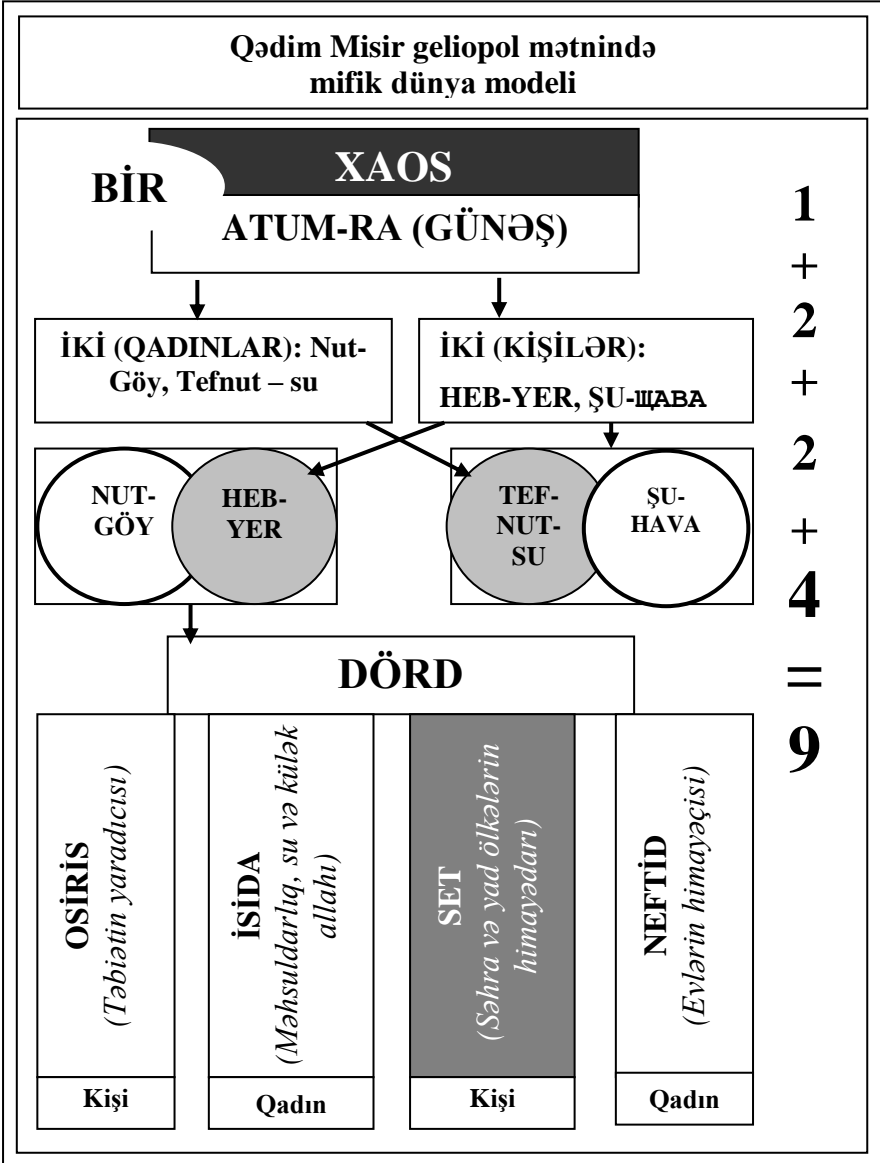 Qədim Misir geliopol mətnində
mifik dünya modeli
XAOS
BİR
ATUM-RA (GÜNƏŞ)
İKİ (QADINLAR): Nut-
Göy, Tefnut – su
İKİ (KİŞİLƏR):
HEB-YER, ŞU-ЩАВА
NUT-
GÖY
HEB-
YER
TEF-
NUT-
SU
ŞU-
HAVA
DÖRD
OSİRİS
(Təbiətin yaradıcısı)
İSİDA
(Məhsuldarlıq, su və külək
allahı)
SET
(Səhra və yad ölkələrin
himayədarı)
NEFTİD
(Evlərin himayəçisi)
Kişi
Qadın
Kişi
Qadın
1
+
2
+
2
+
4
=
9